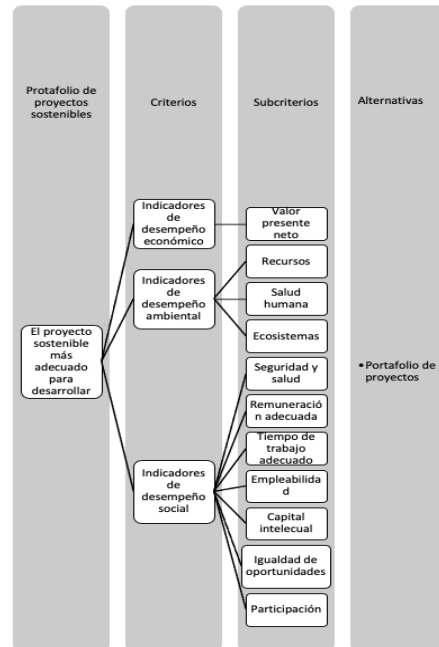 Protafolio de
proyectos
sostenibles
Criterios
Subcriterios
Alternativas
El proyecto
sostenible
más
adecuado
para
desarrollar
Indicadores
de
desempeño
económico
Indicadores
de
desempeño
ambiental
Indicadores
de
desempeño
social
Valor
presente
neto
Recursos
Salud
humana
Ecosistemas
Seguridad y
salud
Remuneració
n adecuada
Tiempo de
trabajo
adecuado
Empleabilida
d
Capital
intelecual
Igualdad de
oportunidades
Participación
•Portafolio de
proyectos